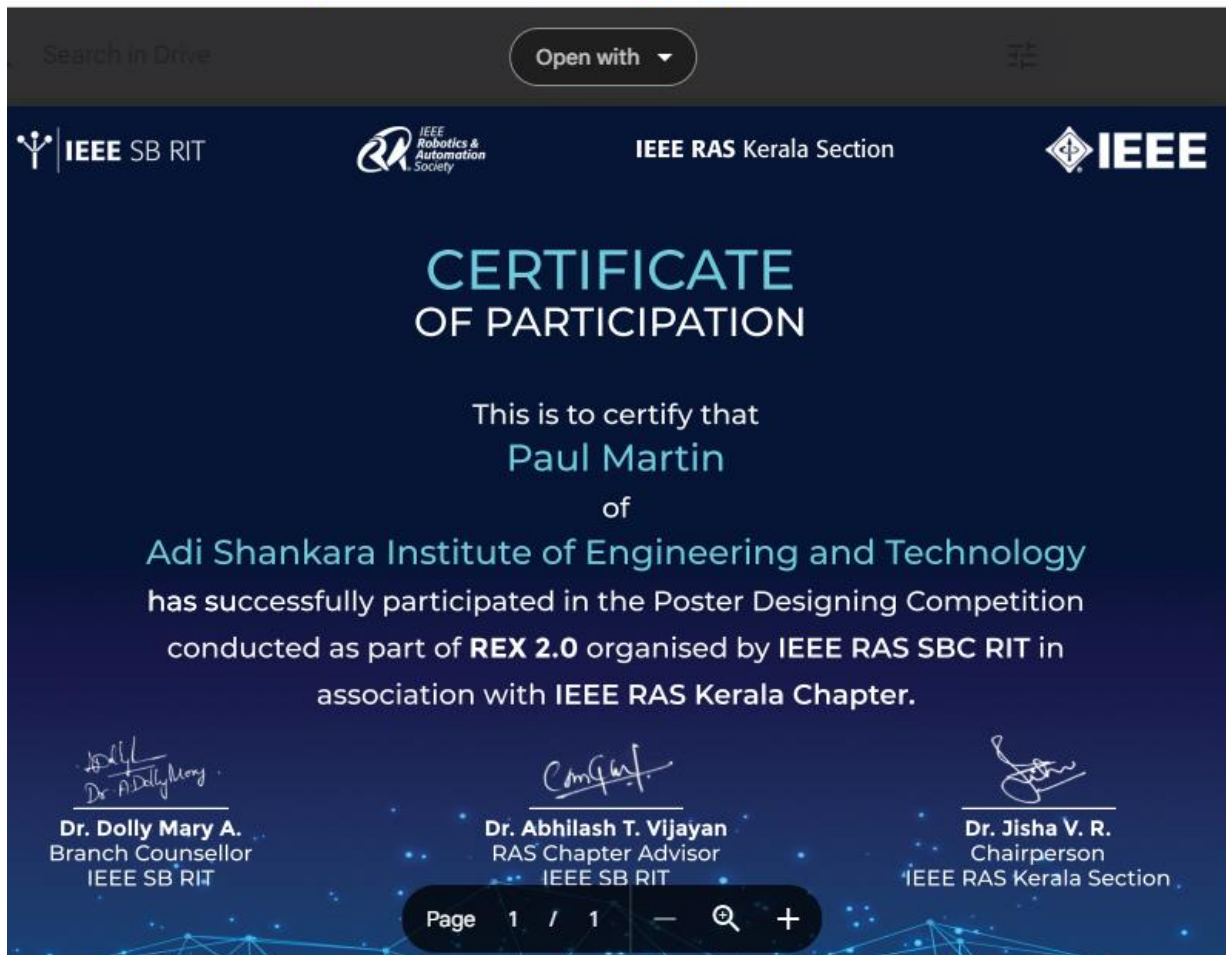 Search in Drive
Open with
IEEE SB RIT
IEEE
Robotics &
Automation
Society
IEEE RAS Kerala Section
IEEE
CERTIFICATE
OF PARTICIPATION
This is to certify that
Paul Martin
of
Adi Shankara Institute of Engineering and Technology
has successfully participated in the Poster Designing Competition
conducted as part of REX 2.0 organised by IEEE RAS SBC RIT in
association with IEEE RAS Kerala Chapter.
Dr. Dolly Mary A.
Branch Counsellor
IEEE SB RIT
Dr. Abhilash T. Vijayan
RAS Chapter Advisor
IEEE SB RIT
Dr. Jisha V. R.
Chairperson
IEEE RAS Kerala Section
Page 1 / 1